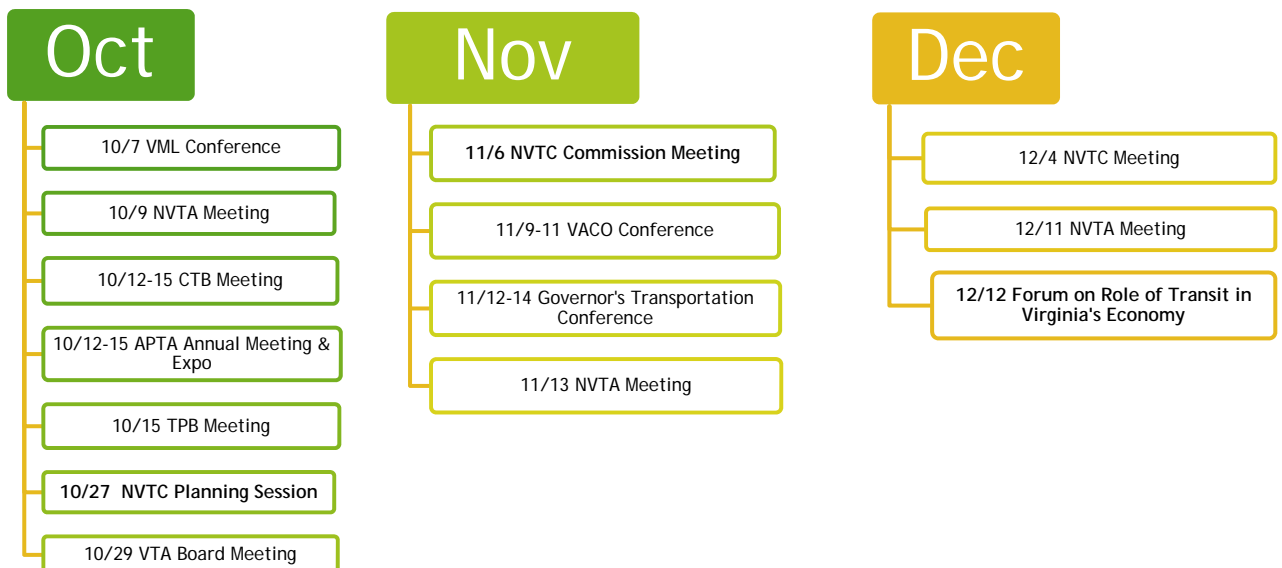 Oct
10/7 VML Conference
10/9 NVTA Meeting
10/12-15 CTB Meeting
10/12-15 APTA Annual Meeting &
Expo
10/15 TPB Meeting
10/27 NVTC Planning Session
10/29 VTA Board Meeting
Nov
11/6 NVTC Commission Meeting
11/9-11 VACO Conference
11/12-14 Governor's Transportation
Conference
11/13 NVTA Meeting
Dec
12/4 NVTC Meeting
12/11 NVTA Meeting
12/12 Forum on Role of Transit in
Virginia's Economy